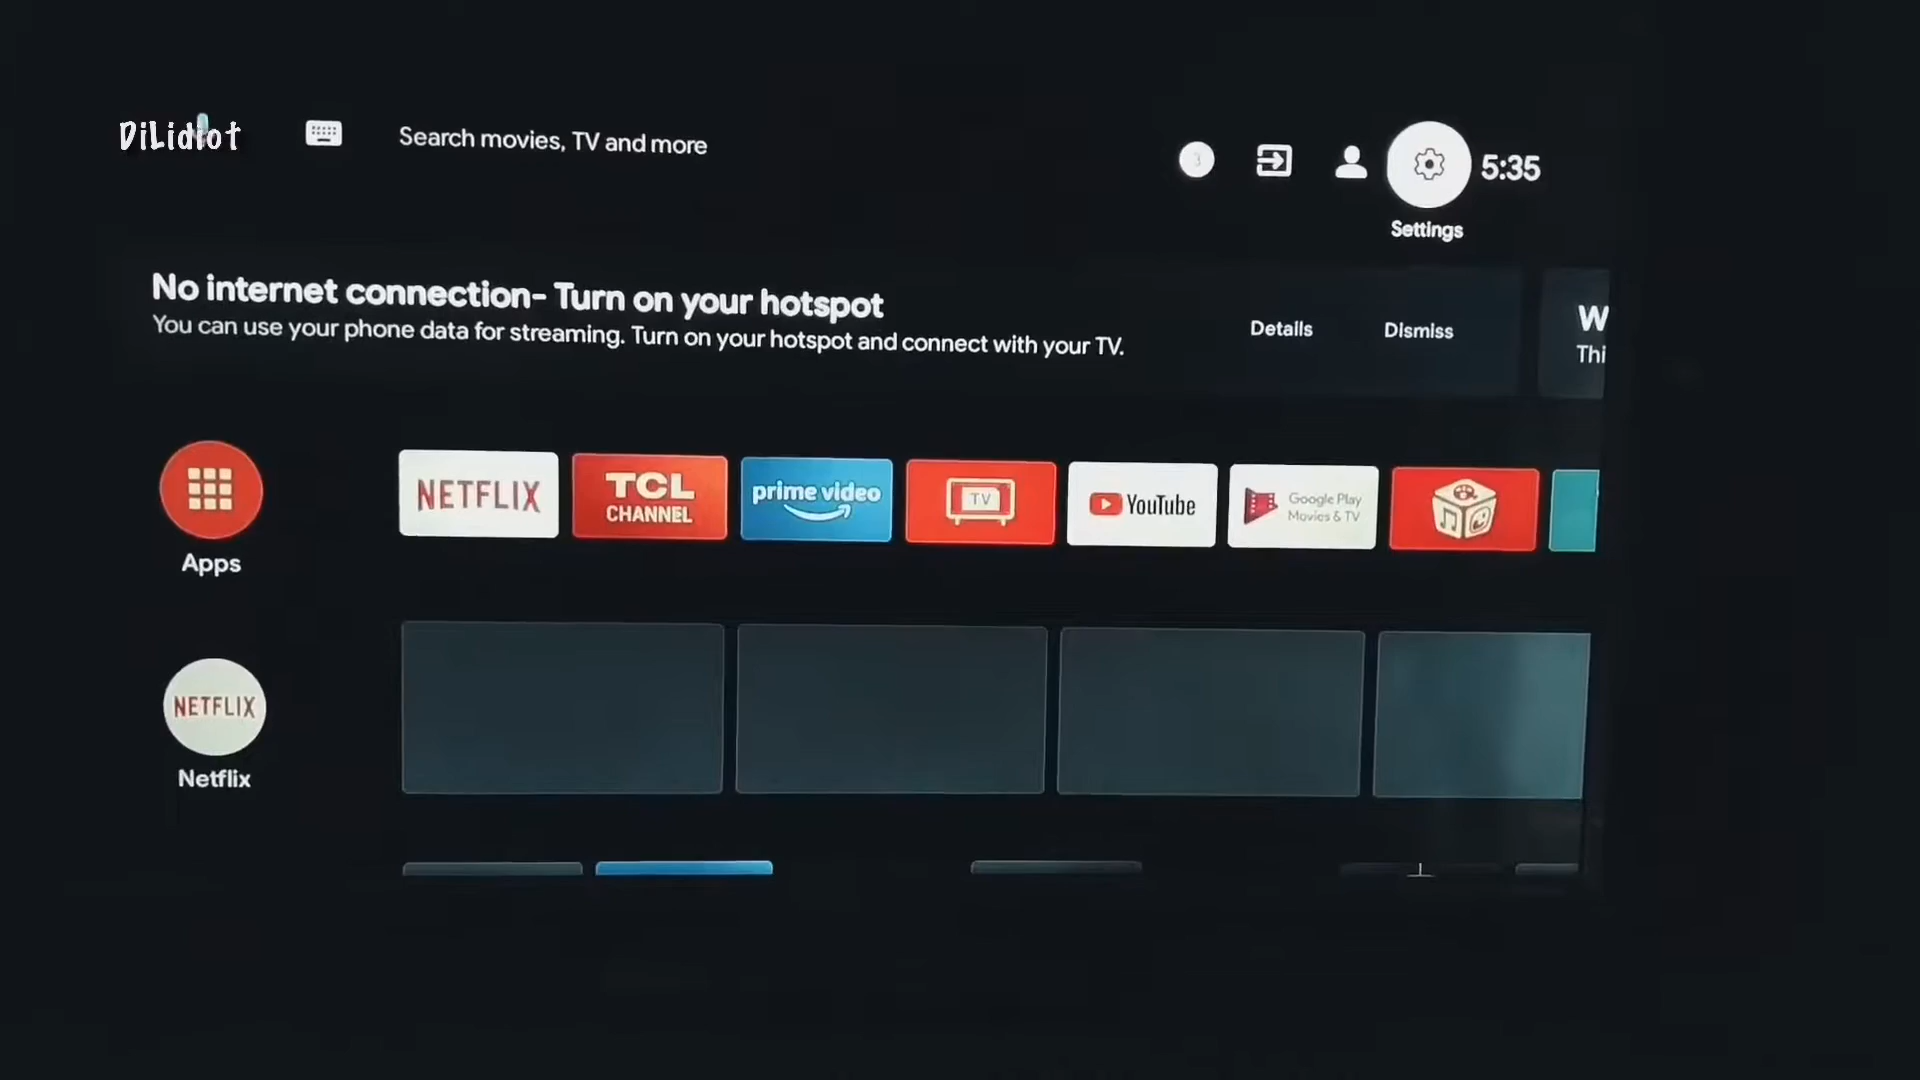 DiLidiot
Search movies, TV and more
3
5:35
Settings
No internet connection- Turn on your hotspot
You can use your phone data for streaming. Turn on your hotspot and connect with your TV.
Details
Dismiss
W
Thi
NETFLIX
TCL
CHANNEL
prime video
TV
YouTube
Google Play
Movies & TV
Apps
NETFLIX
Netflix